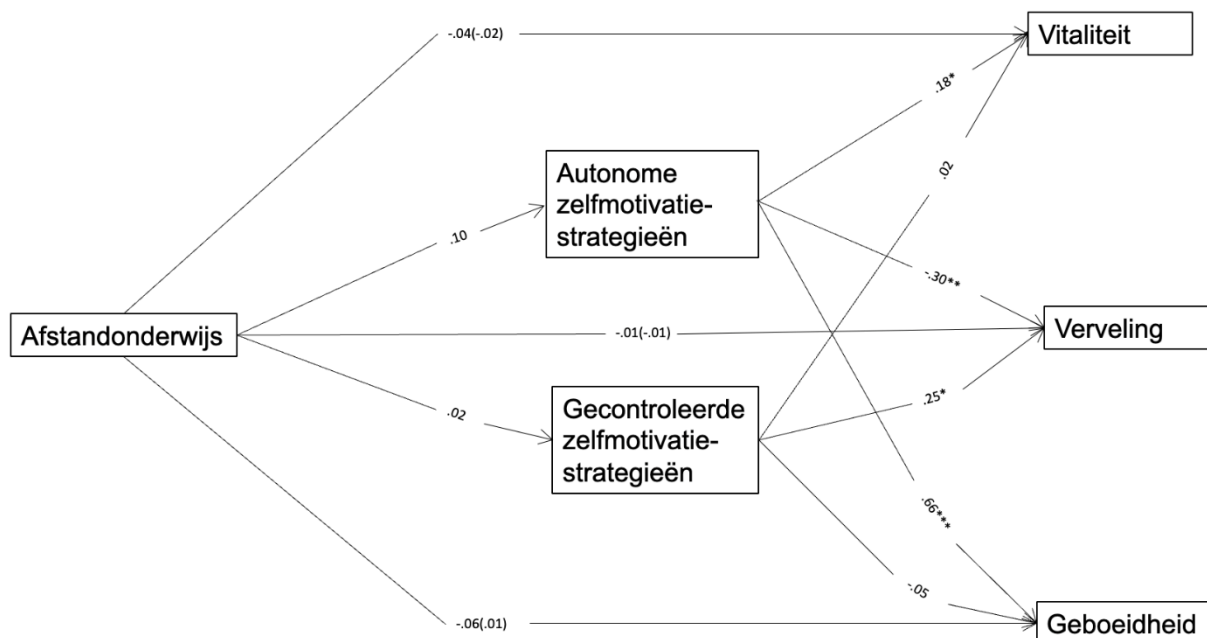 -.04(-.02)
Vitaliteit
.18*
Autonome
zelfmotivatie-
strategieën
.02
.10
-.30**
Afstandonderwijs
-.01(-.01)
Verveling
.02
Gecontroleerde
zelfmotivatie-
strategieën
.25*
.66***
-.05
-.06(.01)
Geboeidheid